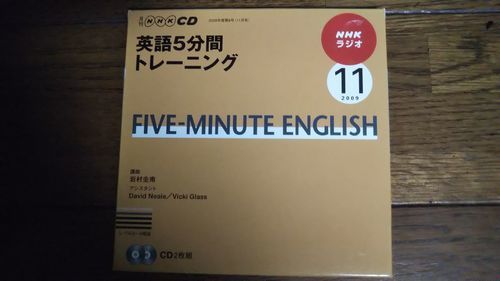 月刊 NHK CD
NHK
ラジオ
英語5分間
トレーニング
11
2009
FIVE-MINUTE ENGLISH
講師
岩村圭南
アシスタント
David Neale／Vicki Glass
CD2枚組